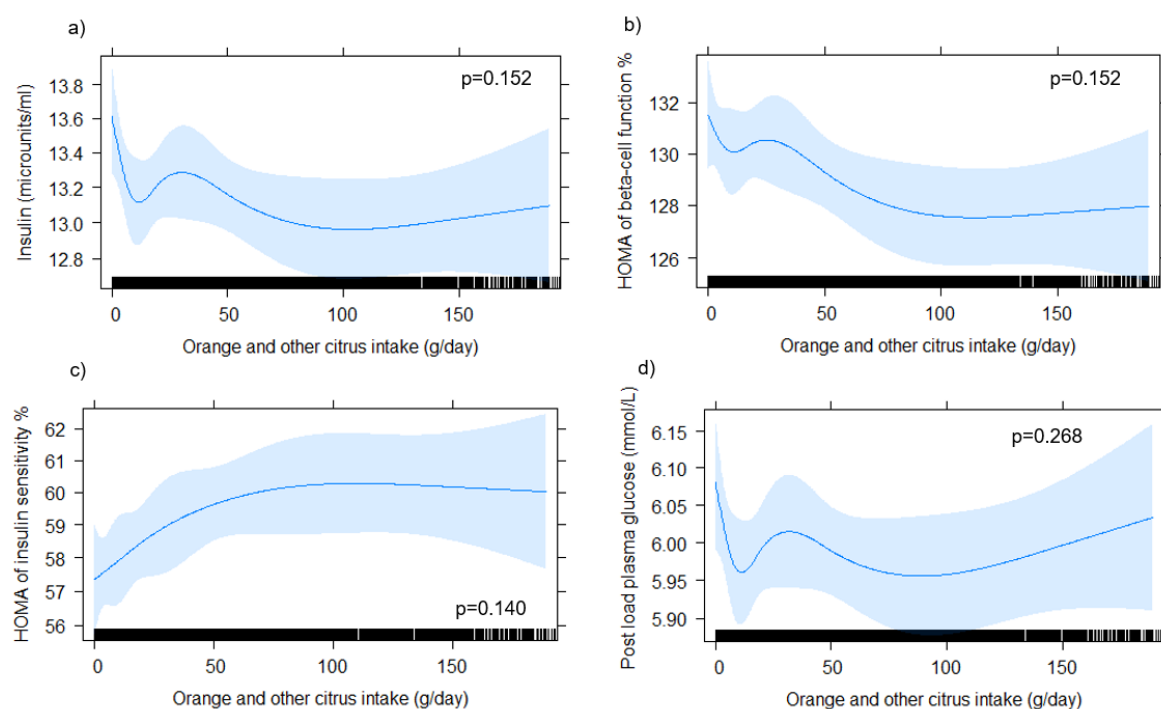 a)
p=0.152
Insulin (microunits/ml)
13.8
13.6
13.4
13.2
13.0
12.8
0
50
100
150
Orange and other citrus intake (g/day)
b)
p=0.152
HOMA of beta-cell function %
132
130
128
126
0
50
100
150
Orange and other citrus intake (g/day)
c)
HOMA of insulin sensitivity %
62
61
60
59
58
57
56
p=0.140
0
50
100
150
Orange and other citrus intake (g/day)
d)
p=0.268
Post load plasma glucose (mmol/L)
6.15
6.10
6.05
6.00
5.95
5.90
0
50
100
150
Orange and other citrus intake (g/day)